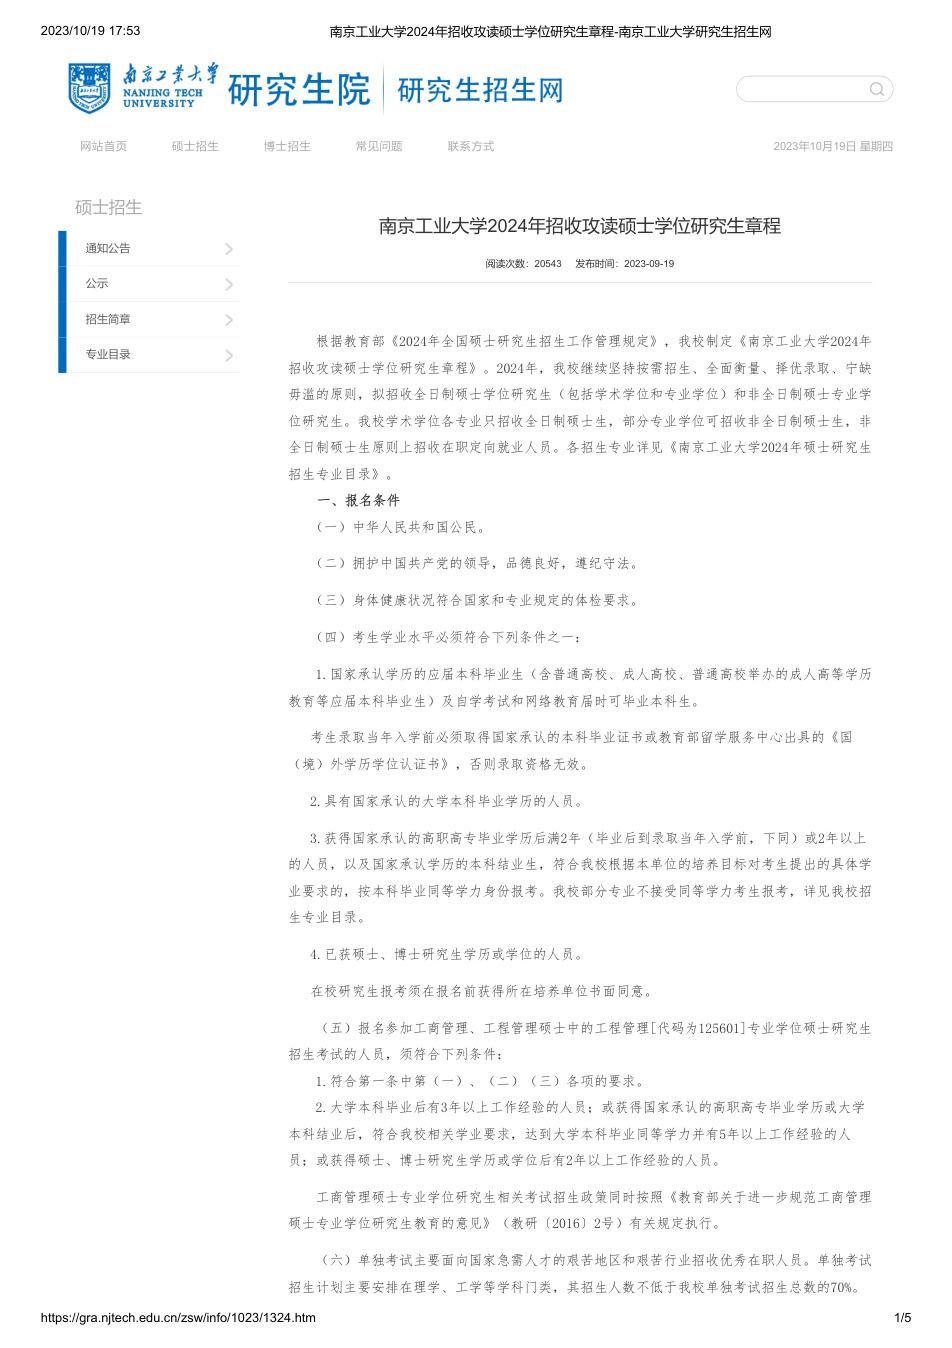 2023/10/19 17:53
南京工业大学2024年招收攻读硕士学位研究生章程-南京工业大学研究生招生网
南京工业大学
NANJING TECH
UNIVERSITY
研究生院
研究生招生网
网站首页 硕士招生 博士招生 常见问题 联系方式
2023年10月19日 星期四
硕士招生
通知公告
公示
招生简章
专业目录
南京工业大学2024年招收攻读硕士学位研究生章程
阅读次数：20543 发布时间：2023-09-19
根据教育部《2024年全国硕士研究生招生工作管理规定》，我校制定《南京工业大学2024年
招收攻读硕士学位研究生章程》。2024年，我校继续坚持按需招生、全面衡量、择优录取、宁缺
毋滥的原则，拟招收全日制硕士学位研究生（包括学术学位和专业学位）和非全日制硕士专业学
位研究生。我校学术学位各专业只招收全日制硕士生，部分专业学位可招收非全日制硕士生，非
全日制硕士生原则上招收在职定向就业人员。各招生专业详见《南京工业大学2024年硕士研究生
招生专业目录》。
一、报名条件
（一）中华人民共和国公民。
（二）拥护中国共产党的领导，品德良好，遵纪守法。
（三）身体健康状况符合国家和专业规定的体检要求。
（四）考生学业水平必须符合下列条件之一：
1.国家承认学历的应届本科毕业生（含普通高校、成人高校、普通高校举办的成人高等学历
教育等应届本科毕业生）及自学考试和网络教育届时可毕业本科生。
考生录取当年入学前必须取得国家承认的本科毕业证书或教育部留学服务中心出具的《国
（境）外学历学位认证书》，否则录取资格无效。
2.具有国家承认的大学本科毕业学历的人员。
3.获得国家承认的高职高专毕业学历后满2年（毕业后到录取当年入学前，下同）或2年以上
的人员，以及国家承认学历的本科结业生，符合我校根据本单位的培养目标对考生提出的具体学
业要求的，按本科毕业同等学力身份报考。我校部分专业不接受同等学力考生报考，详见我校招
生专业目录。
4.已获硕士、博士研究生学历或学位的人员。
在校研究生报考须在报名前获得所在培养单位书面同意。
（五）报名参加工商管理、工程管理硕士中的工程管理[代码为125601]专业学位硕士研究生
招生考试的人员，须符合下列条件：
1.符合第一条中第（一）、（二）（三）各项的要求。
2.大学本科毕业后有3年以上工作经验的人员；或获得国家承认的高职高专毕业学历或大学
本科结业后，符合我校相关学业要求，达到大学本科毕业同等学力并有5年以上工作经验的人
员；或获得硕士、博士研究生学历或学位后有2年以上工作经验的人员。
工商管理硕士专业学位研究生相关考试招生政策同时按照《教育部关于进一步规范工商管理
硕士专业学位研究生教育的意见》（教研〔2016〕2号）有关规定执行。
（六）单独考试主要面向国家急需人才的艰苦地区和艰苦行业招收优秀在职人员。单独考试
招生计划主要安排在理学、工学等学科门类，其招生人数不低于我校单独考试招生总数的70%。
https://gra.njtech.edu.cn/zsw/info/1023/1324.htm
1/5